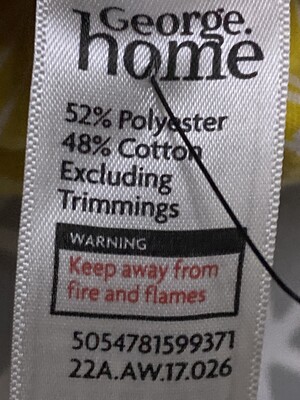 George.
home
52% Polyester
48% Cotton
Excluding
Trimmings
WARNING
Keep away from
fire and flames
5054781599371
22A.AW.17.026